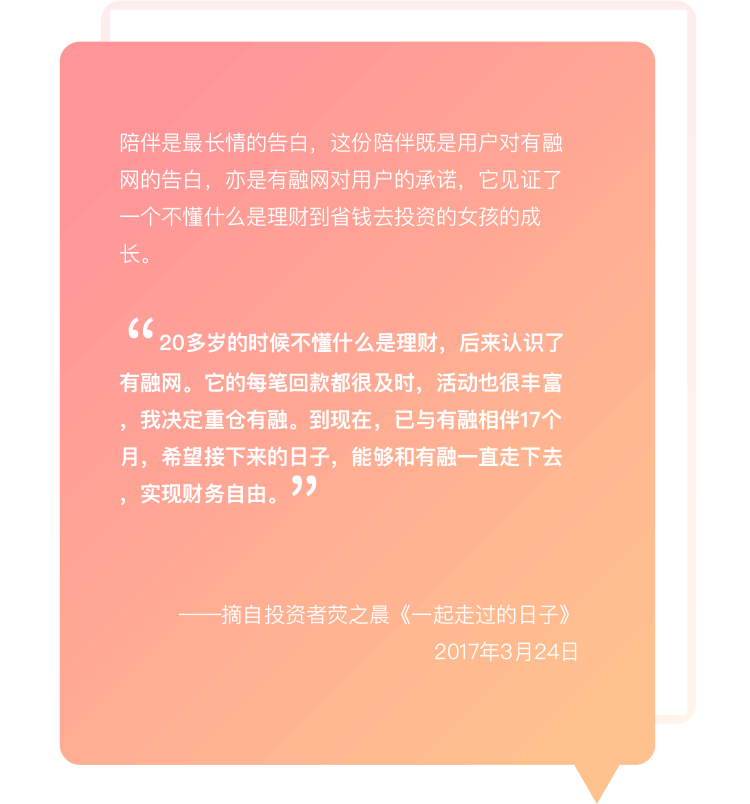 陪伴是最长情的告白，这份陪伴既是用户对有融
网的告白，亦是有融网对用户的承诺，它见证了
一个不懂什么是理财到省钱去投资的女孩的成
长。
“20多岁的时候不懂什么是理财，后来认识了
有融网。它的每笔回款都很及时，活动也很丰富
，我决定重仓有融。到现在，已与有融相伴17个
月，希望接下来的日子，能够和有融一直走下去
，实现财务自由。”
——摘自投资者荧之晨《一起走过的日子》
2017年3月24日